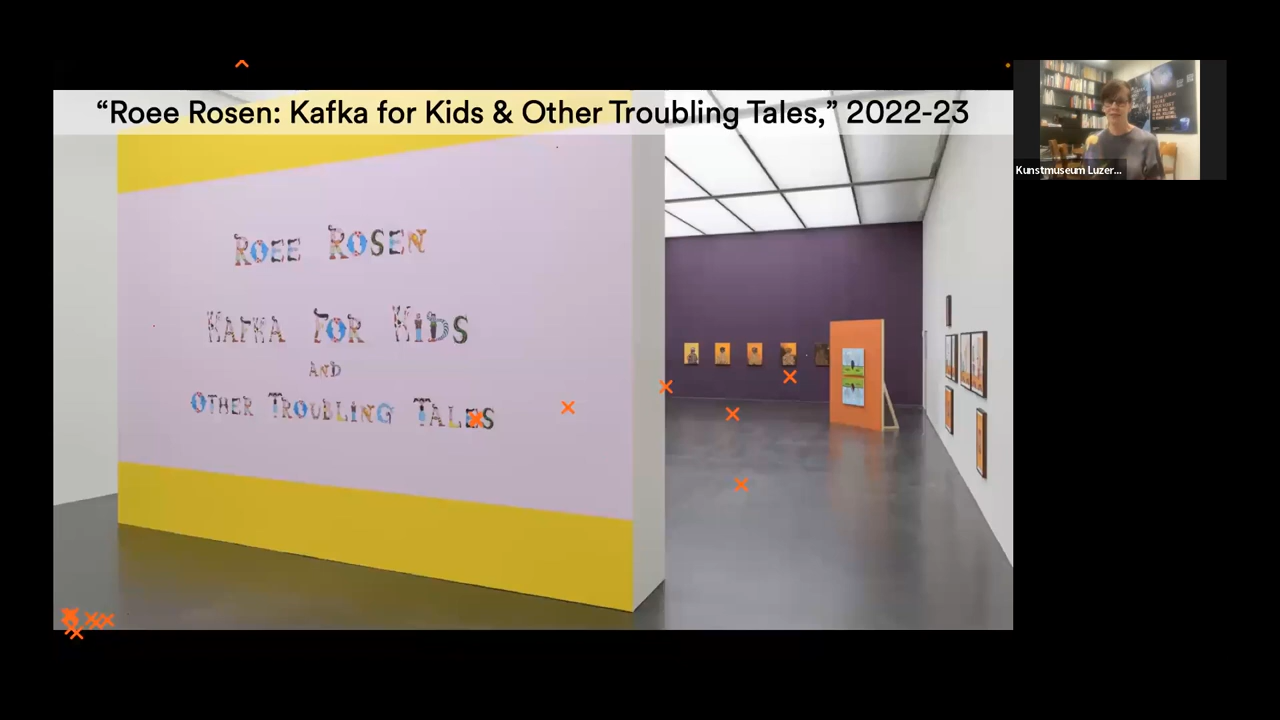 “Roee Rosen: Kafka for Kids & Other Troubling Tales,” 2022-23
Roee Rosen
Kafka for Kids
and
Other Troubling Tales
Kunstmuseum Luzer...